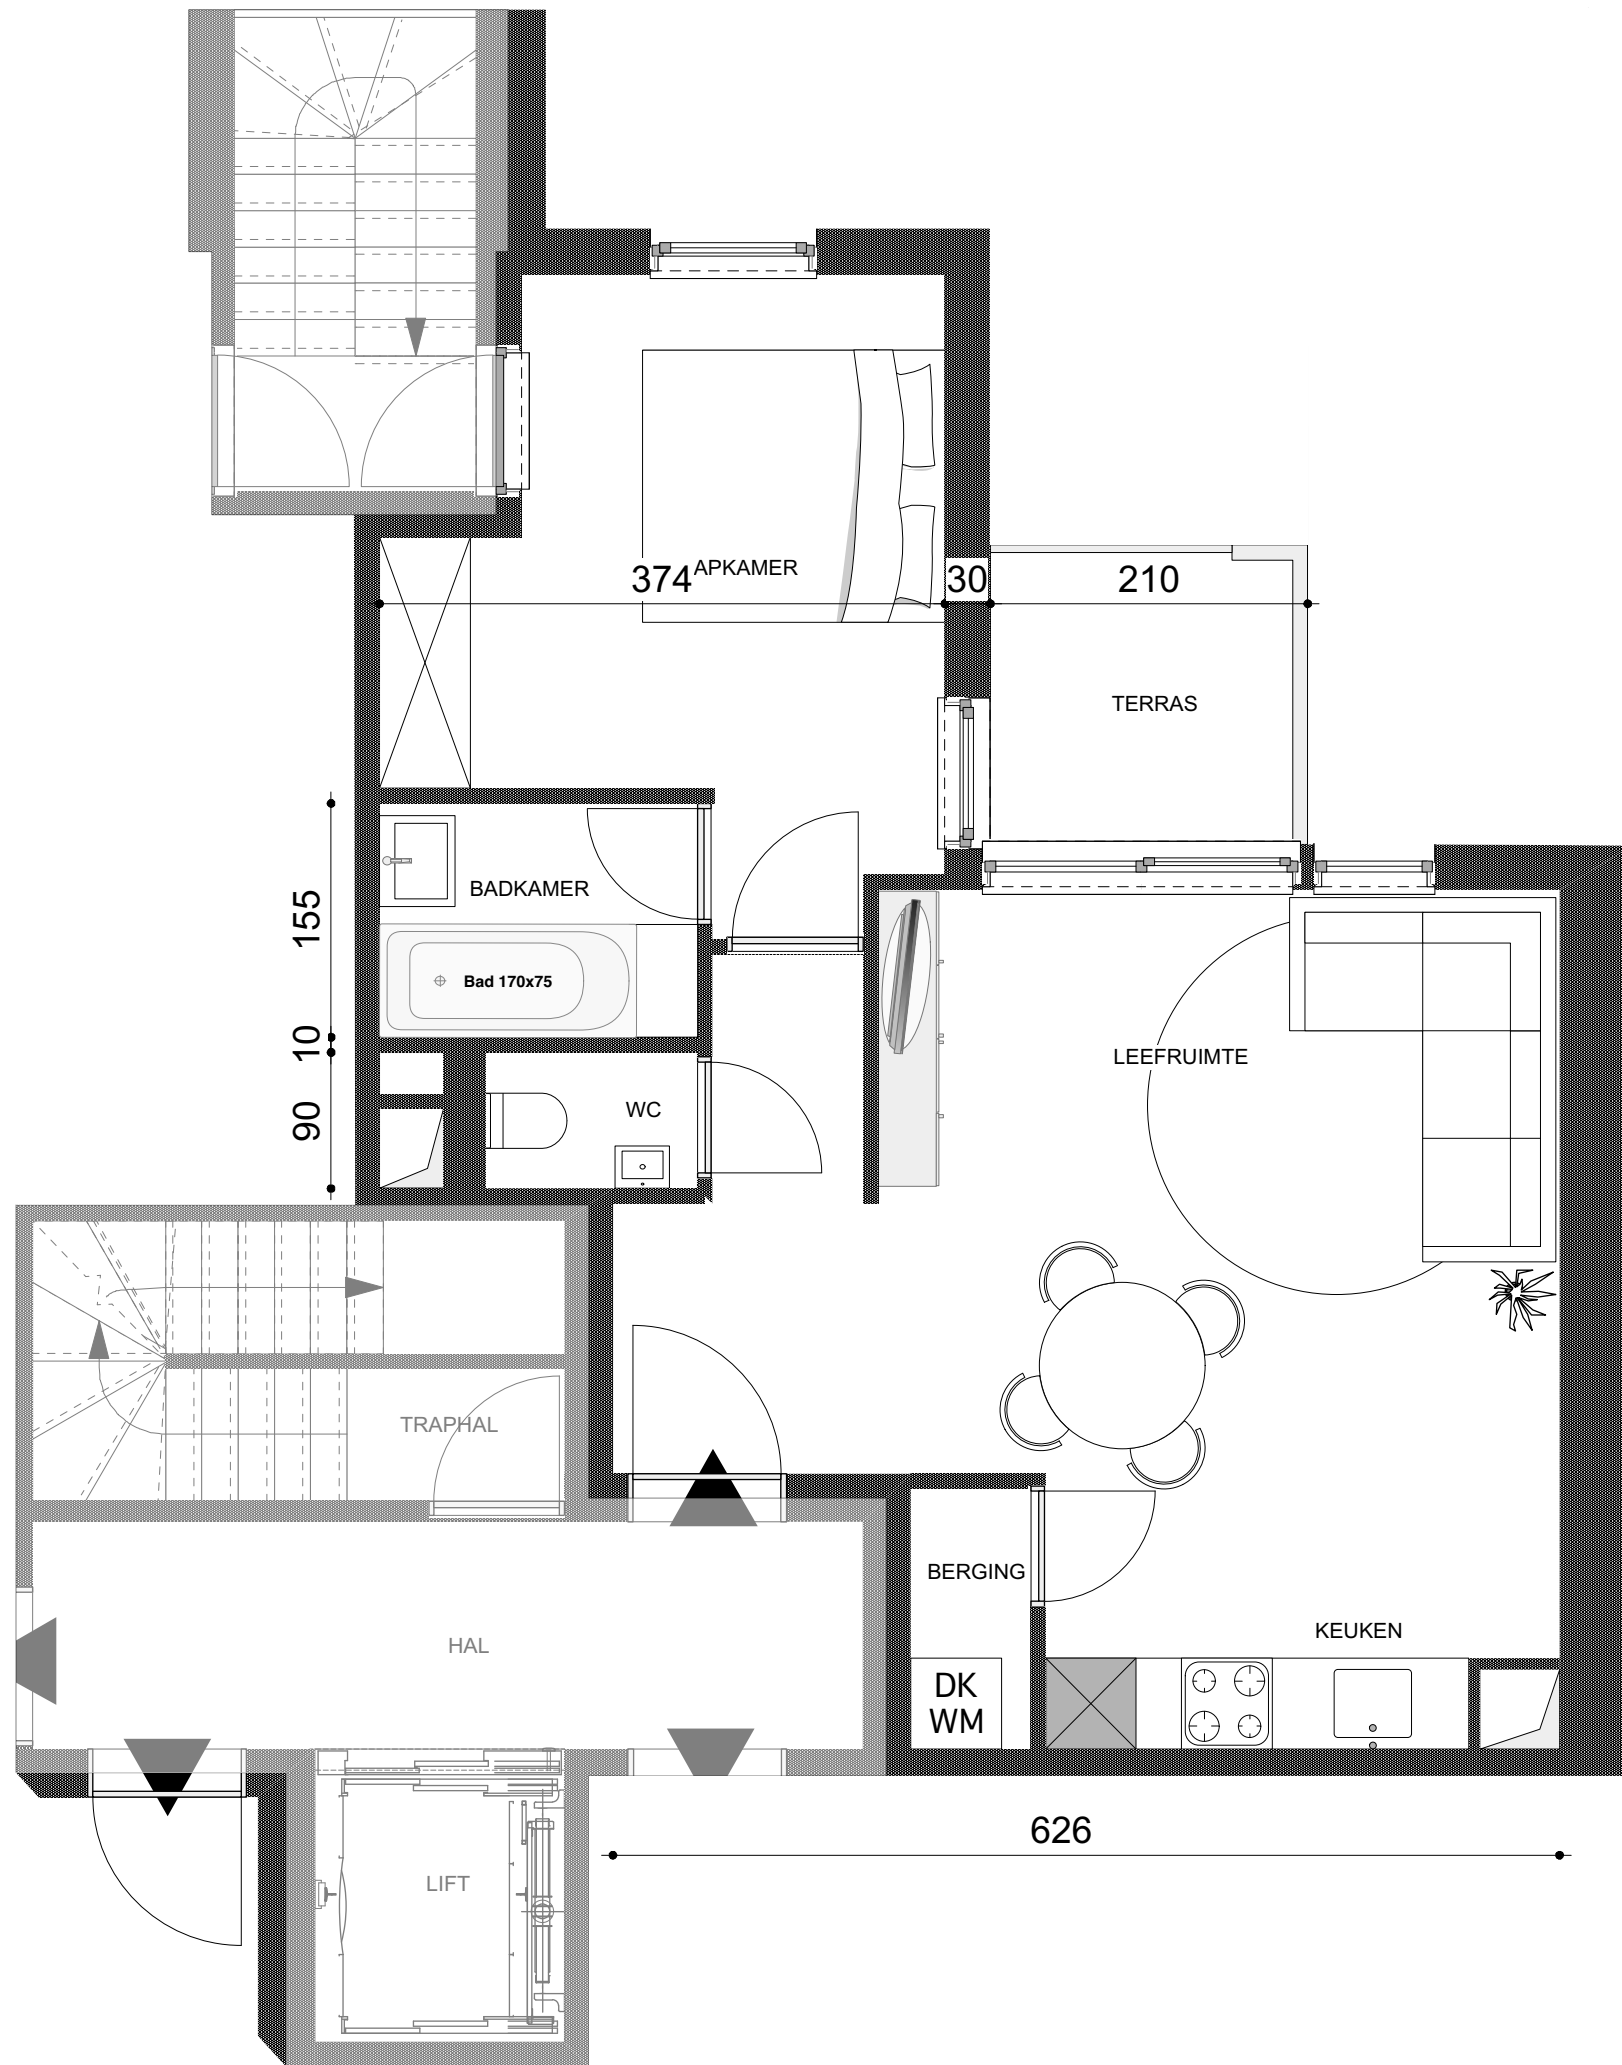 374
APKAMER
30
210
TERRAS
155
BADKAMER
Bad 170x75
10
LEEFRUIMTE
90
WC
TRAPHAL
BERGING
HAL
KEUKEN
DK
WM
626
LIFT